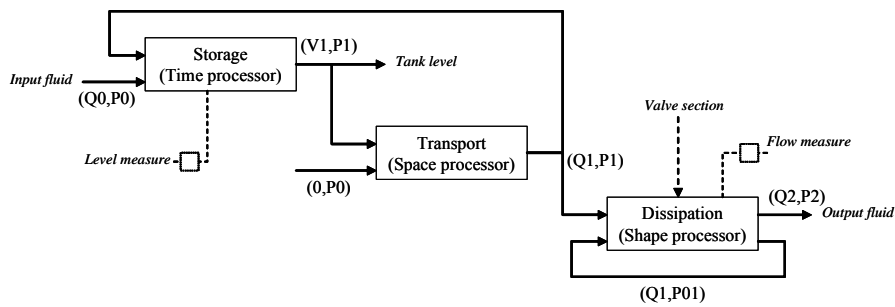 Storage
(Time processor)
(V1,P1)
Tank level
Input fluid
(Q0,P0)
Valve section
Level measure
Transport
(Space processor)
Flow measure
(Q1,P1)
(0,P0)
(Q2,P2)
Dissipation
(Shape processor)
Output fluid
(Q1,P01)